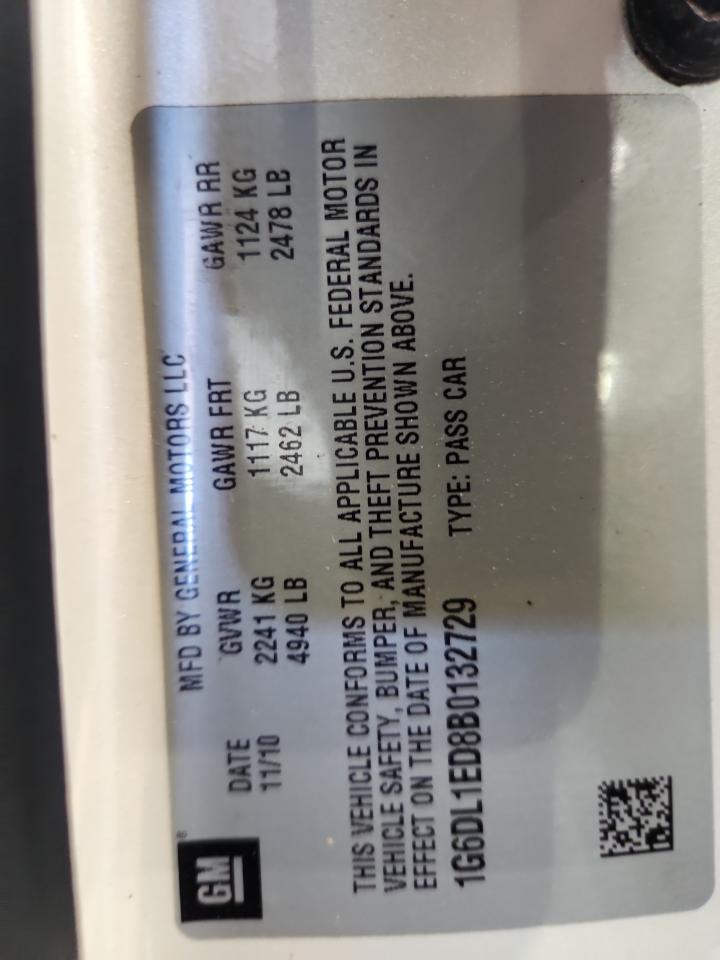 GM®
MFD BY GENERAL MOTORS LLC
DATE GVWR GAWR FRT GAWR RR
11/10 2241 KG 1117 KG 1124 KG
4940 LB 2462 LB 2478 LB
THIS VEHICLE CONFORMS TO ALL APPLICABLE U.S. FEDERAL MOTOR
VEHICLE SAFETY, BUMPER, AND THEFT PREVENTION STANDARDS IN
EFFECT ON THE DATE OF MANUFACTURE SHOWN ABOVE.
1G6DL1ED8B0132729 TYPE: PASS CAR